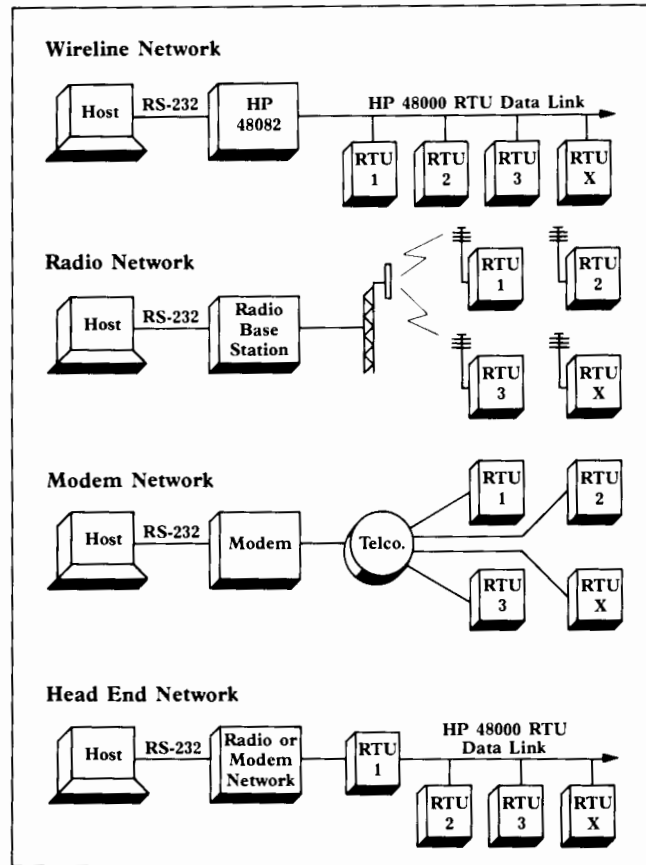 Wireline Network
Host
RS-232
HP
48082
HP 48000 RTU Data Link
RTU
1
RTU
2
RTU
3
RTU
X
Radio Network
Host
RS-232
Radio
Base
Station
RTU
1
RTU
2
RTU
3
RTU
X
Modem Network
Host
RS-232
Modem
Telco.
RTU
1
RTU
2
RTU
3
RTU
X
Head End Network
Host
RS-232
Radio or
Modem
Network
RTU
1
HP 48000 RTU
Data Link
RTU
2
RTU
3
RTU
X